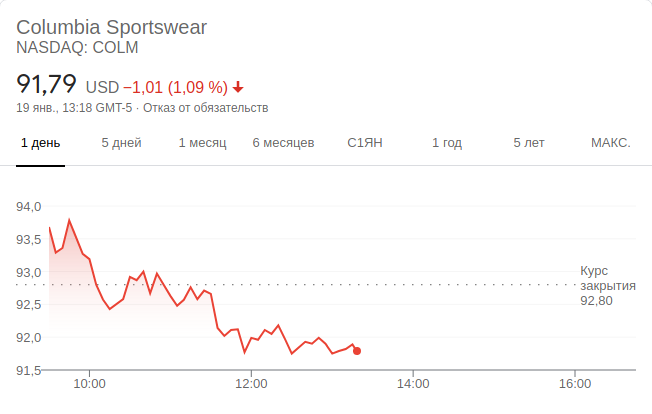 Columbia Sportswear
NASDAQ: COLM
91,79 USD −1,01 (1,09 %)
19 янв., 13:18 GMT-5 · Отказ от обязательств
1 день 5 дней 1 месяц 6 месяцев С1ЯН 1 год 5 лет МАКС.
94,0
93,5
93,0
92,5
92,0
91,5
Курс
закрытия
92,80
10:00 12:00 14:00 16:00